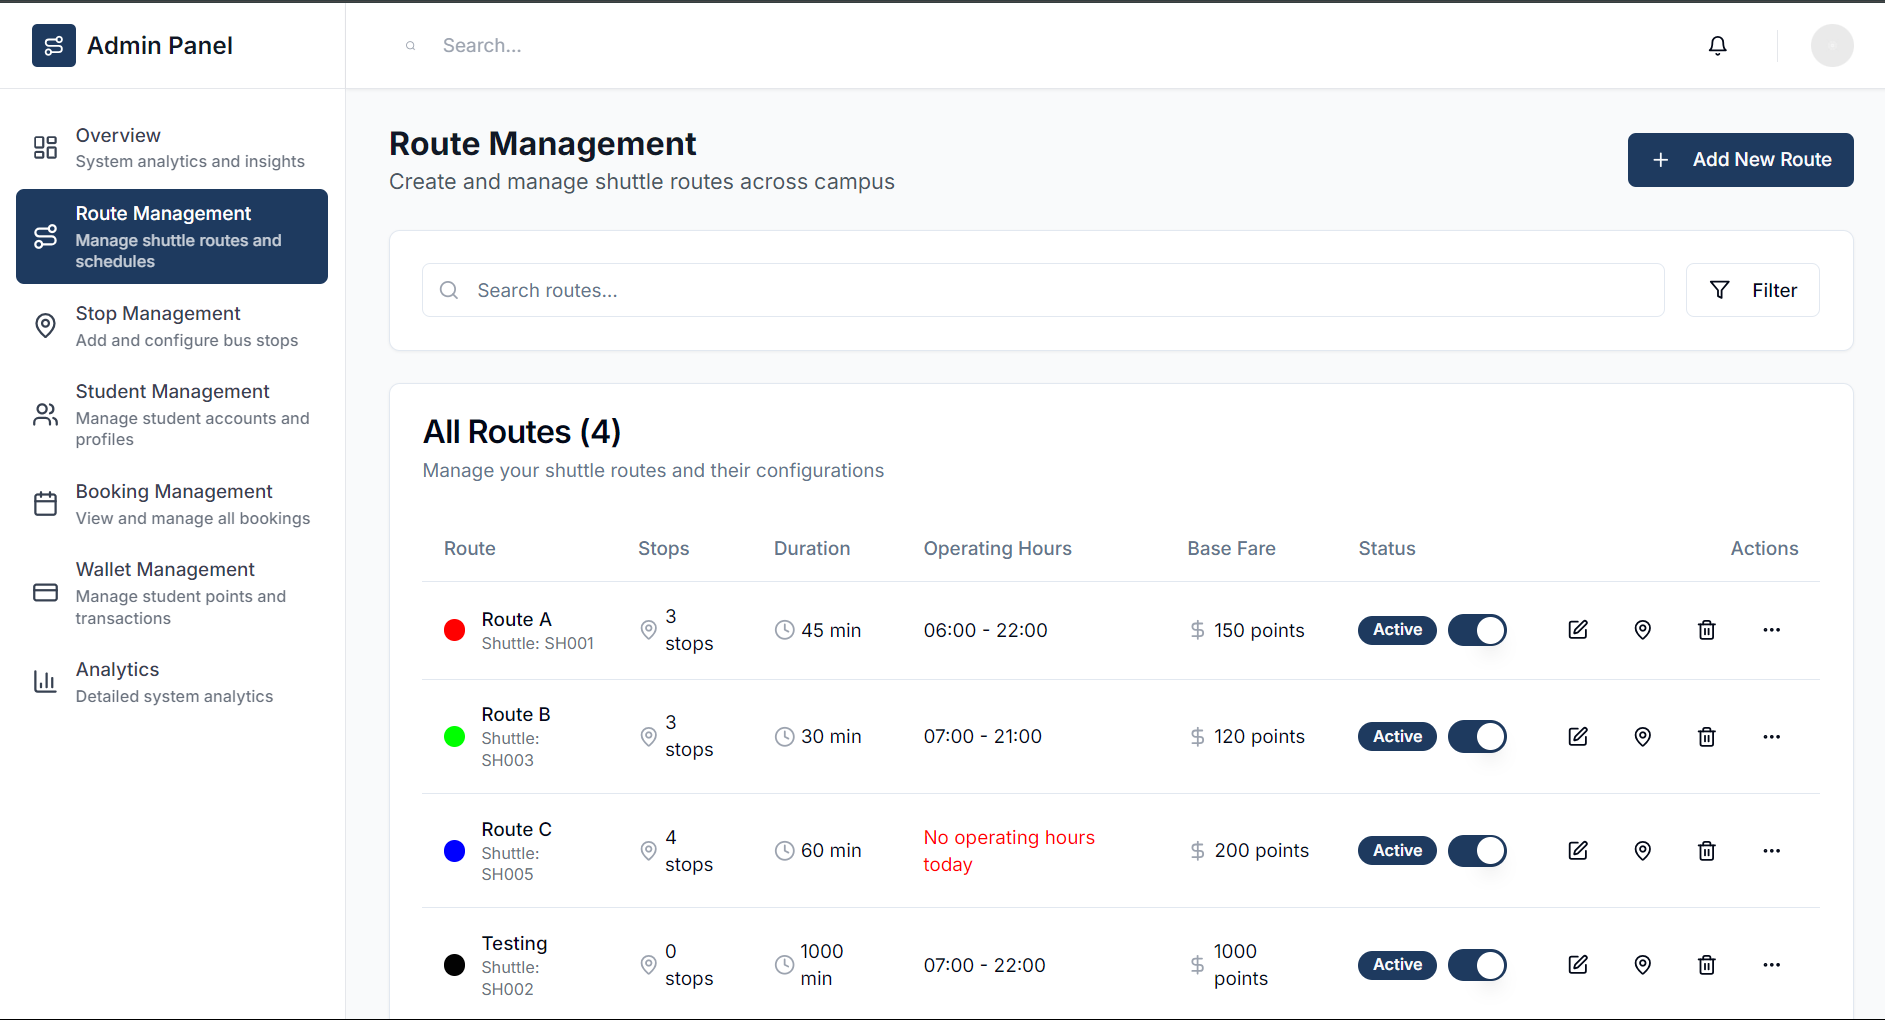 Admin Panel
Search...
Overview
System analytics and insights
Route Management
Manage shuttle routes and
schedules
Stop Management
Add and configure bus stops
Student Management
Manage student accounts and
profiles
Booking Management
View and manage all bookings
Wallet Management
Manage student points and
transactions
Analytics
Detailed system analytics
Route Management
Create and manage shuttle routes across campus
Add New Route
Search routes...
Filter
All Routes (4)
Manage your shuttle routes and their configurations
Route Stops Duration Operating Hours Base Fare Status Actions
Route A
Shuttle: SH001
3
stops
45 min
06:00 - 22:00
150 points
Active
Route B
Shuttle:
SH003
3
stops
30 min
07:00 - 21:00
120 points
Active
Route C
Shuttle:
SH005
4
stops
60 min
No operating hours
today
200 points
Active
Testing
Shuttle:
SH002
0
stops
1000
min
07:00 - 22:00
1000
points
Active